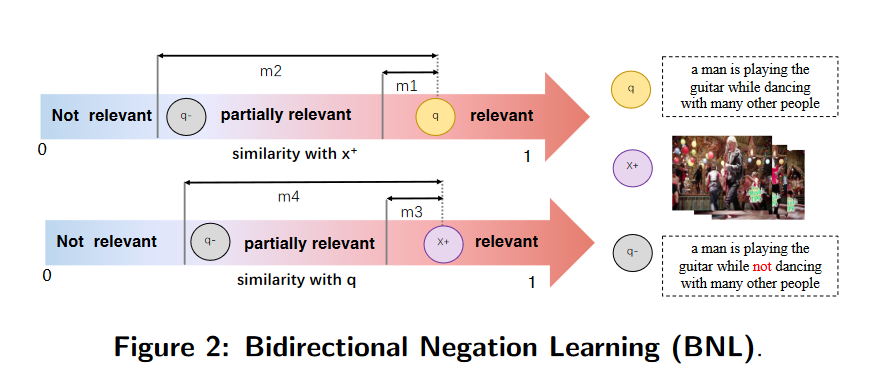 m2
m1
Not relevant q- partially relevant q relevant
0 similarity with x+ 1
m4
m3
Not relevant q- partially relevant X+ relevant
0 similarity with q 1
q
a man is playing the
guitar while dancing
with many other people
X+
q-
a man is playing the
guitar while not dancing
with many other people
Figure 2: Bidirectional Negation Learning (BNL).